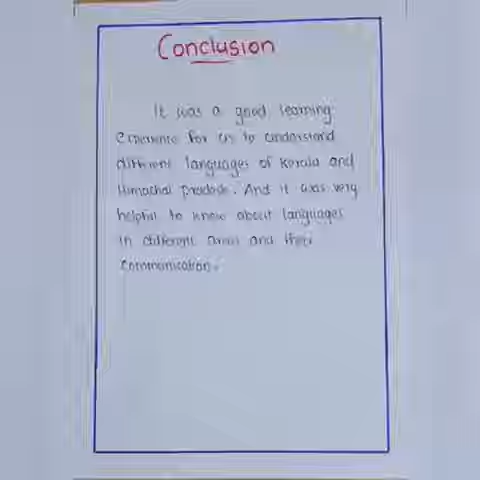 Conclusion
It was a good learning
experience for us to understand
different languages of Kerala and
Himachal Pradesh. And it was very
helpful to know about languages
in different areas and their
communication.